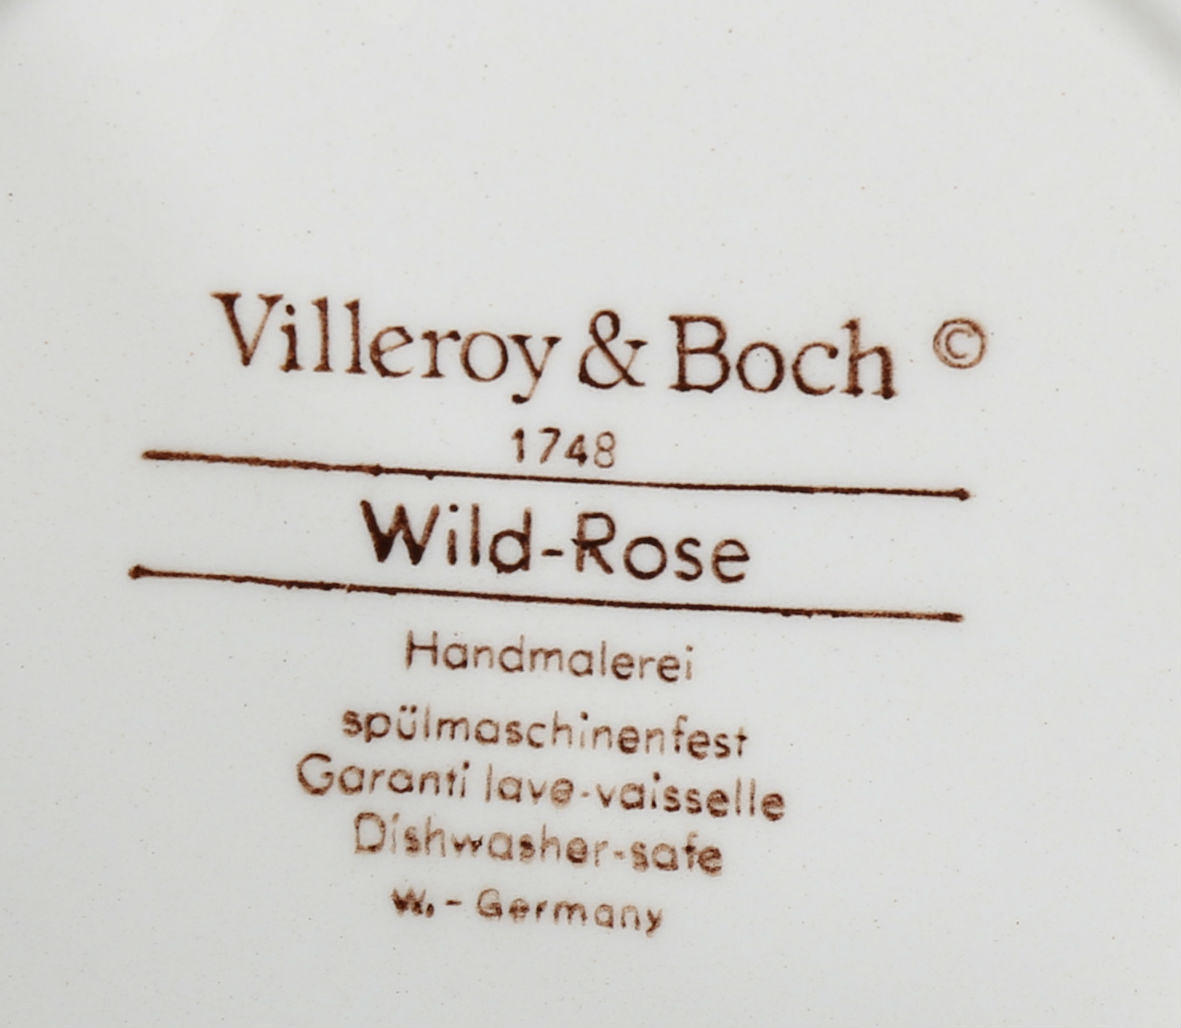 Villeroy & Boch ©
1748
Wild-Rose
Handmalerei
spülmaschinenfest
Garanti lave-vaisselle
Dishwasher-safe
W.-Germany